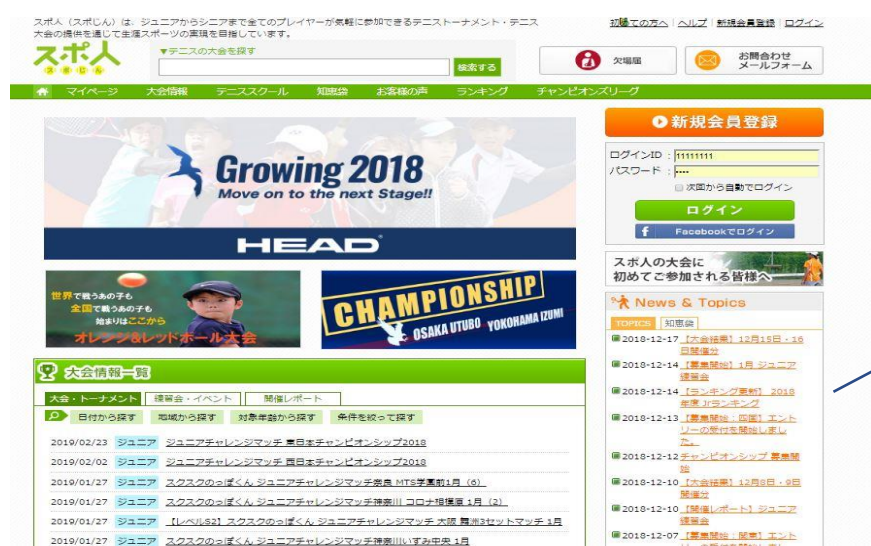 スポ人（スポじん）は、ジュニアからシニアまで全てのプレイヤーが気軽に参加できるテニストーナメント・テニス
大会の提供を通じて生涯スポーツの実現を目指しています。
初めての方へ ヘルプ 新規会員登録 ログイン
スポ人
スポじん
▼テニスの大会を探す
検索する
欠場届
お問合わせ
メールフォーム
マイページ 大会情報 テニススクール 知恵袋 お客様の声 ランキング チャンピオンズリーグ
Growing 2018
Move on to the next Stage!!
HEAD
新規会員登録
ログインID : 11111111
パスワード : ••••
次回から自動でログイン
ログイン
f Facebookでログイン
スポ人の大会に
初めてご参加される皆様へ
世界で戦うあの子も
全国で戦うあの子も
始まりはここから
オレンジ&レッドボール大会
CHAMPIONSHIP
OSAKA UTUBO YOKOHAMA IZUMI
News & Topics
TOPICS 知恵袋
2018-12-17 【大会結果】12月15日・16
日開催分
2018-12-14 【募集開始】1月 ジュニア
練習会
2018-12-14 【ランキング更新】 2018
年度 Jrランキング
2018-12-13 【募集開始：四国】エント
リーの受付を開始しまし
た。
2018-12-12 チャンピオンシップ 募集開
始
2018-12-10 【大会結果】12月8日・9日
開催分
2018-12-10 【開催レポート】ジュニア
練習会
2018-12-07 【募集開始：関東】エント
大会情報一覧
大会・トーナメント 練習会・イベント 開催レポート
日付から探す 地域から探す 対象年齢から探す 条件を絞って探す
2019/02/23 ジュニア ジュニアチャレンジマッチ 東日本チャンピオンシップ2018
2019/02/02 ジュニア ジュニアチャレンジマッチ 西日本チャンピオンシップ2018
2019/01/27 ジュニア スクスクのっぽくん ジュニアチャレンジマッチ奈良 MTS学園前1月（6）
2019/01/27 ジュニア スクスクのっぽくん ジュニアチャレンジマッチ神奈川 コロナ相模原 1月（2）
2019/01/27 ジュニア 【レベルS2】スクスクのっぽくん ジュニアチャレンジマッチ 大阪 舞洲3セットマッチ 1月
2019/01/27 ジュニア スクスクのっぽくん ジュニアチャレンジマッチ神奈川いずみ中央 1月